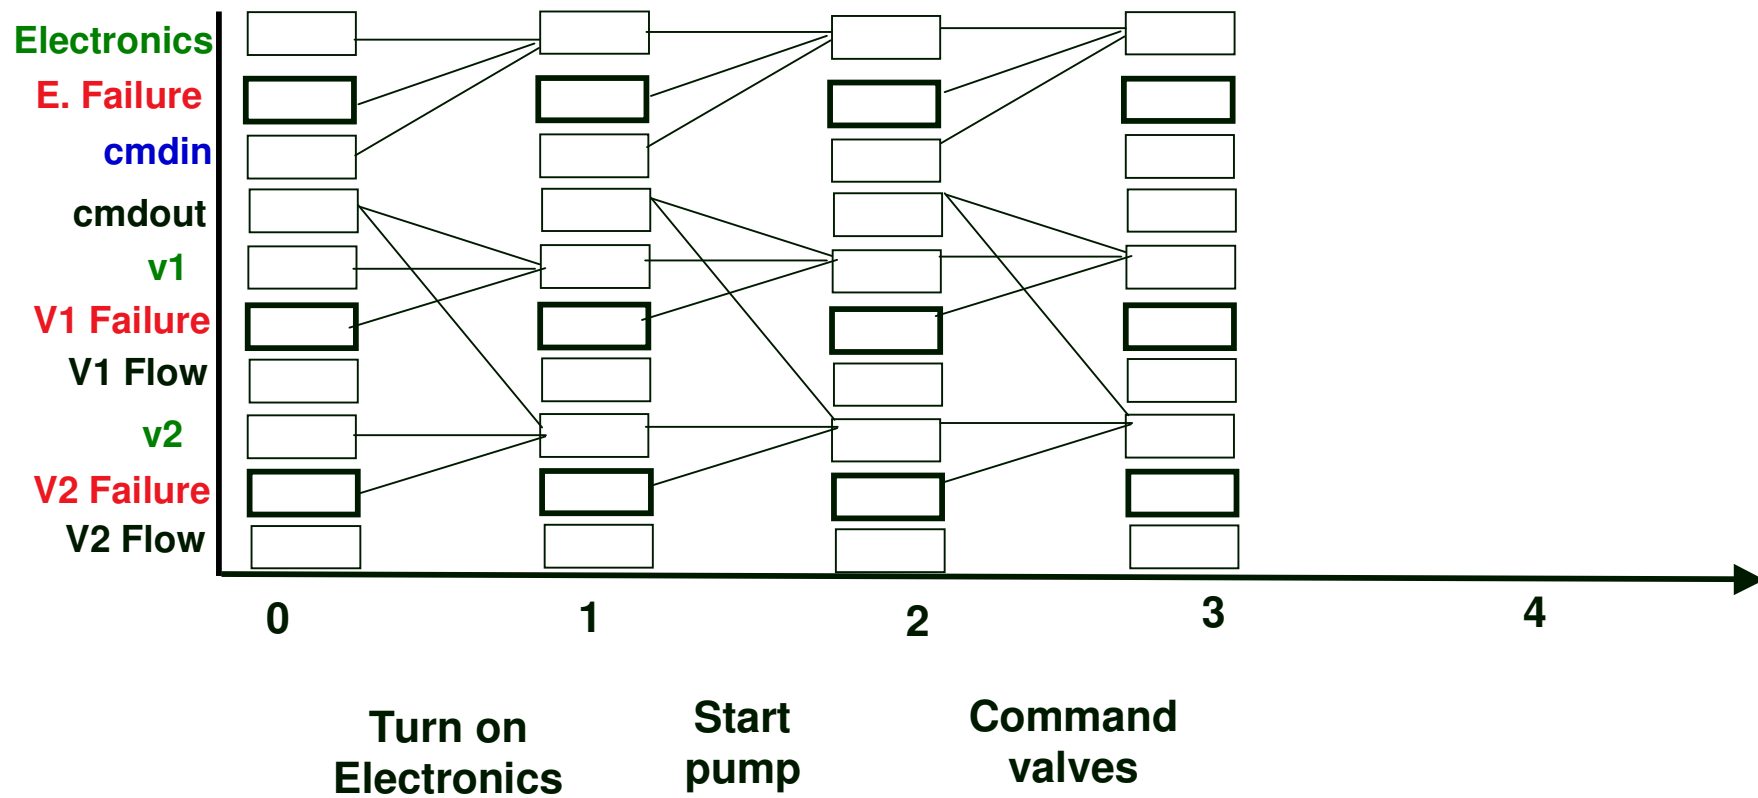 Electronics
E. Failure
cmdin
cmdout
v1
V1 Failure
V1 Flow
v2
V2 Failure
V2 Flow
0 1 2 3 4
Turn on
Electronics
Start
pump
Command
valves